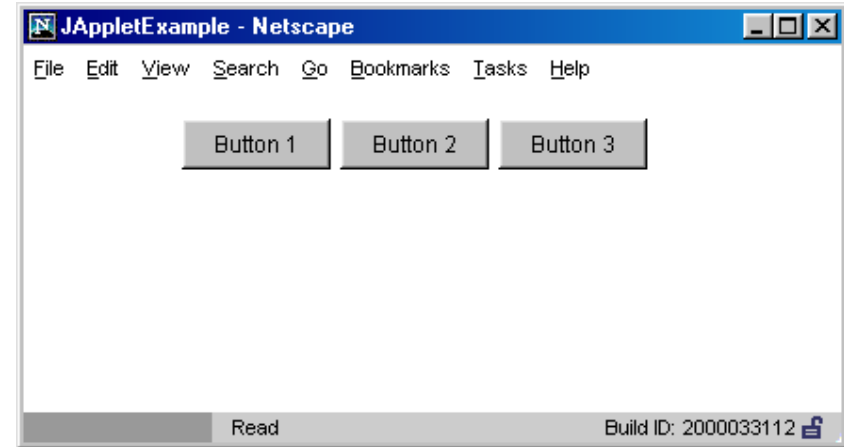 JAppletExample - Netscape
File Edit View Search Go Bookmarks Tasks Help
Button 1 Button 2 Button 3
Read Build ID: 2000033112